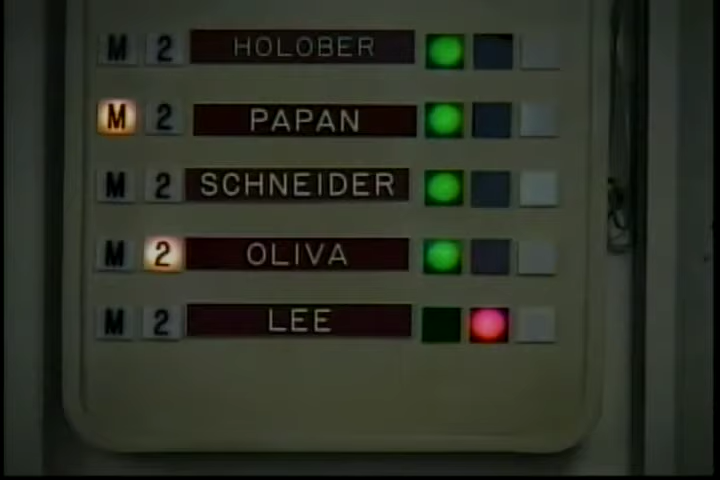 M 2 HOLOBER
M 2 PAPAN
M 2 SCHNEIDER
M 2 OLIVA
M 2 LEE